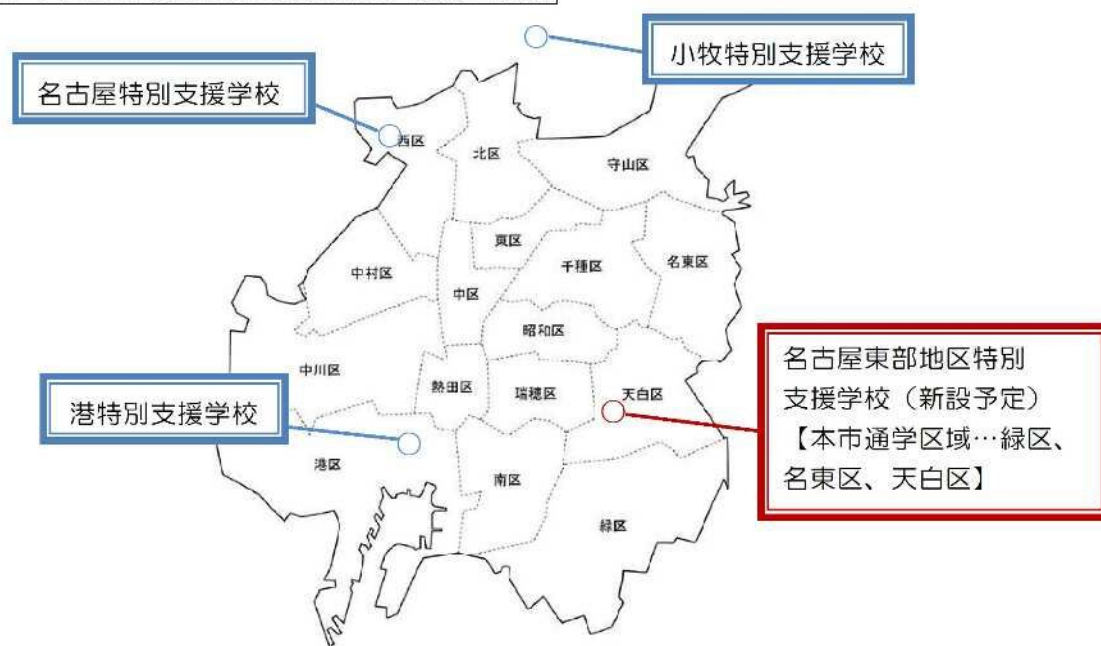 小牧特別支援学校
名古屋特別支援学校
西区
北区
守山区
東区
千種区
名東区
中村区
中区
昭和区
中川区
熱田区
瑞穂区
天白区
港特別支援学校
港区
南区
緑区
名古屋東部地区特別
支援学校（新設予定）
【本市通学区域…緑区、
名東区、天白区】